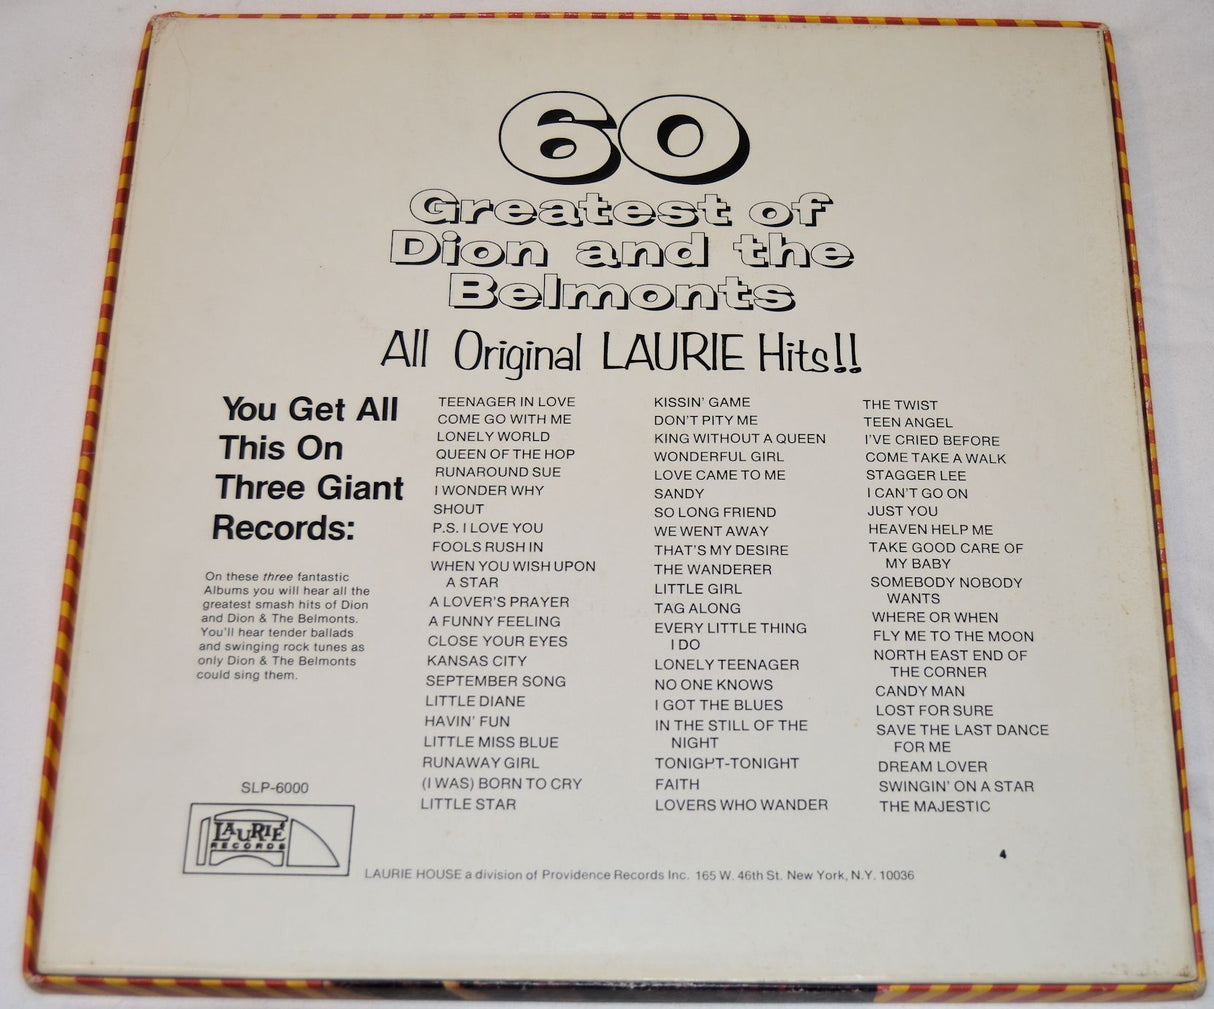 60
Greatest of
Dion and the
Belmonts
All Original LAURIE Hits!!
You Get All
This On
Three Giant
Records:
On these three fantastic
Albums you will hear all the
greatest smash hits of Dion
and Dion & The Belmonts.
You'll hear tender ballads
and swinging rock tunes as
only Dion & The Belmonts
could sing them.
TEENAGER IN LOVE
COME GO WITH ME
LONELY WORLD
QUEEN OF THE HOP
RUNAROUND SUE
I WONDER WHY
SHOUT
P.S. I LOVE YOU
FOOLS RUSH IN
WHEN YOU WISH UPON
A STAR
A LOVER'S PRAYER
A FUNNY FEELING
CLOSE YOUR EYES
KANSAS CITY
SEPTEMBER SONG
LITTLE DIANE
HAVIN' FUN
LITTLE MISS BLUE
RUNAWAY GIRL
(I WAS) BORN TO CRY
LITTLE STAR
KISSIN' GAME
DON'T PITY ME
KING WITHOUT A QUEEN
WONDERFUL GIRL
LOVE CAME TO ME
SANDY
SO LONG FRIEND
WE WENT AWAY
THAT'S MY DESIRE
THE WANDERER
LITTLE GIRL
TAG ALONG
EVERY LITTLE THING
I DO
LONELY TEENAGER
NO ONE KNOWS
I GOT THE BLUES
IN THE STILL OF THE
NIGHT
TONIGHT-TONIGHT
FAITH
LOVERS WHO WANDER
THE TWIST
TEEN ANGEL
I'VE CRIED BEFORE
COME TAKE A WALK
STAGGER LEE
I CAN'T GO ON
JUST YOU
HEAVEN HELP ME
TAKE GOOD CARE OF
MY BABY
SOMEBODY NOBODY
WANTS
WHERE OR WHEN
FLY ME TO THE MOON
NORTH EAST END OF
THE CORNER
CANDY MAN
LOST FOR SURE
SAVE THE LAST DANCE
FOR ME
DREAM LOVER
SWINGIN' ON A STAR
THE MAJESTIC
SLP-6000
LAURIE
RECORDS
4
LAURIE HOUSE a division of Providence Records Inc. 165 W. 46th St. New York, N.Y. 10036